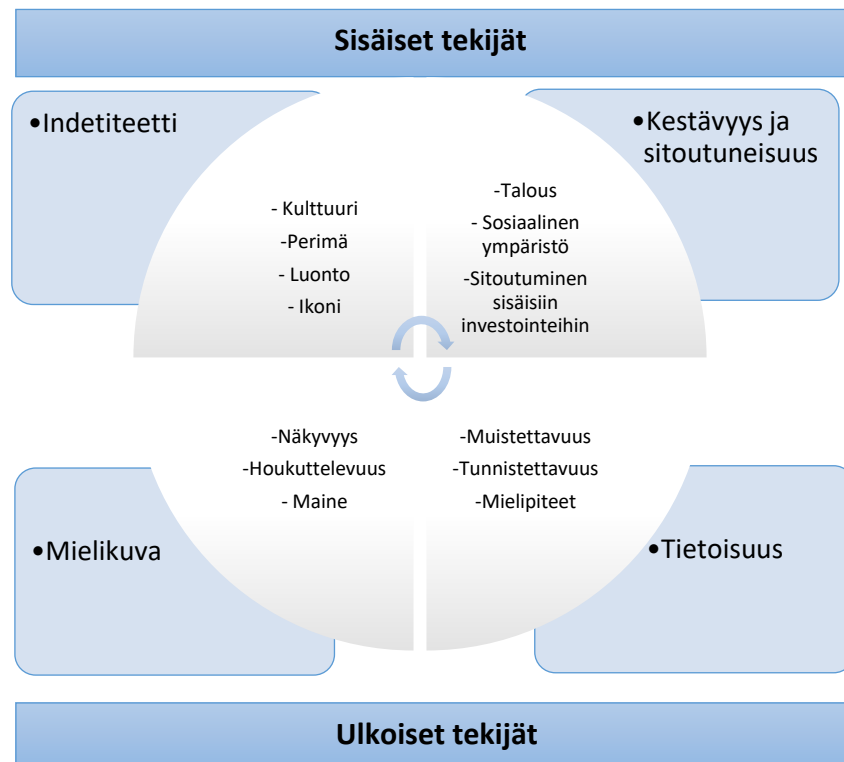 Sisäiset tekijät
•Indetiteetti
- Kulttuuri
-Perimä
- Luonto
- Ikoni
•Kestävyys ja
sitoutuneisuus
-Talous
- Sosiaalinen
ympäristö
-Sitoutuminen
sisäisiin
investointeihin
-Näkyvyys
-Houkuttelevuus
- Maine
•Mielikuva
-Muistettavuus
-Tunnistettavuus
-Mielipiteet
•Tietoisuus
Ulkoiset tekijät